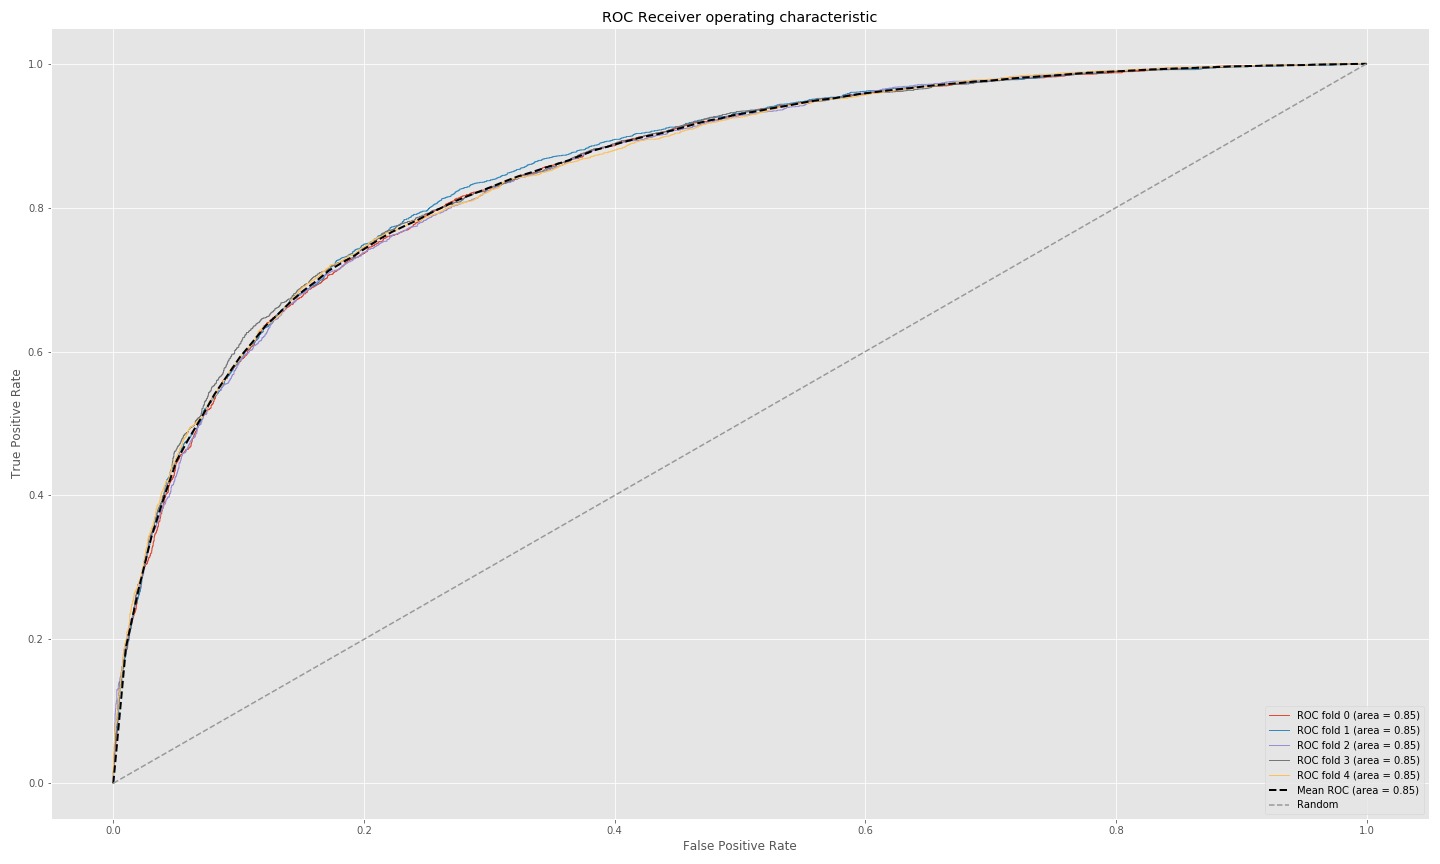 ROC Receiver operating characteristic
True Positive Rate
1.0
0.8
0.6
0.4
0.2
0.0
0.0 0.2 0.4 0.6 0.8 1.0
False Positive Rate
ROC fold 0 (area = 0.85)
ROC fold 1 (area = 0.85)
ROC fold 2 (area = 0.85)
ROC fold 3 (area = 0.85)
ROC fold 4 (area = 0.85)
Mean ROC (area = 0.85)
Random